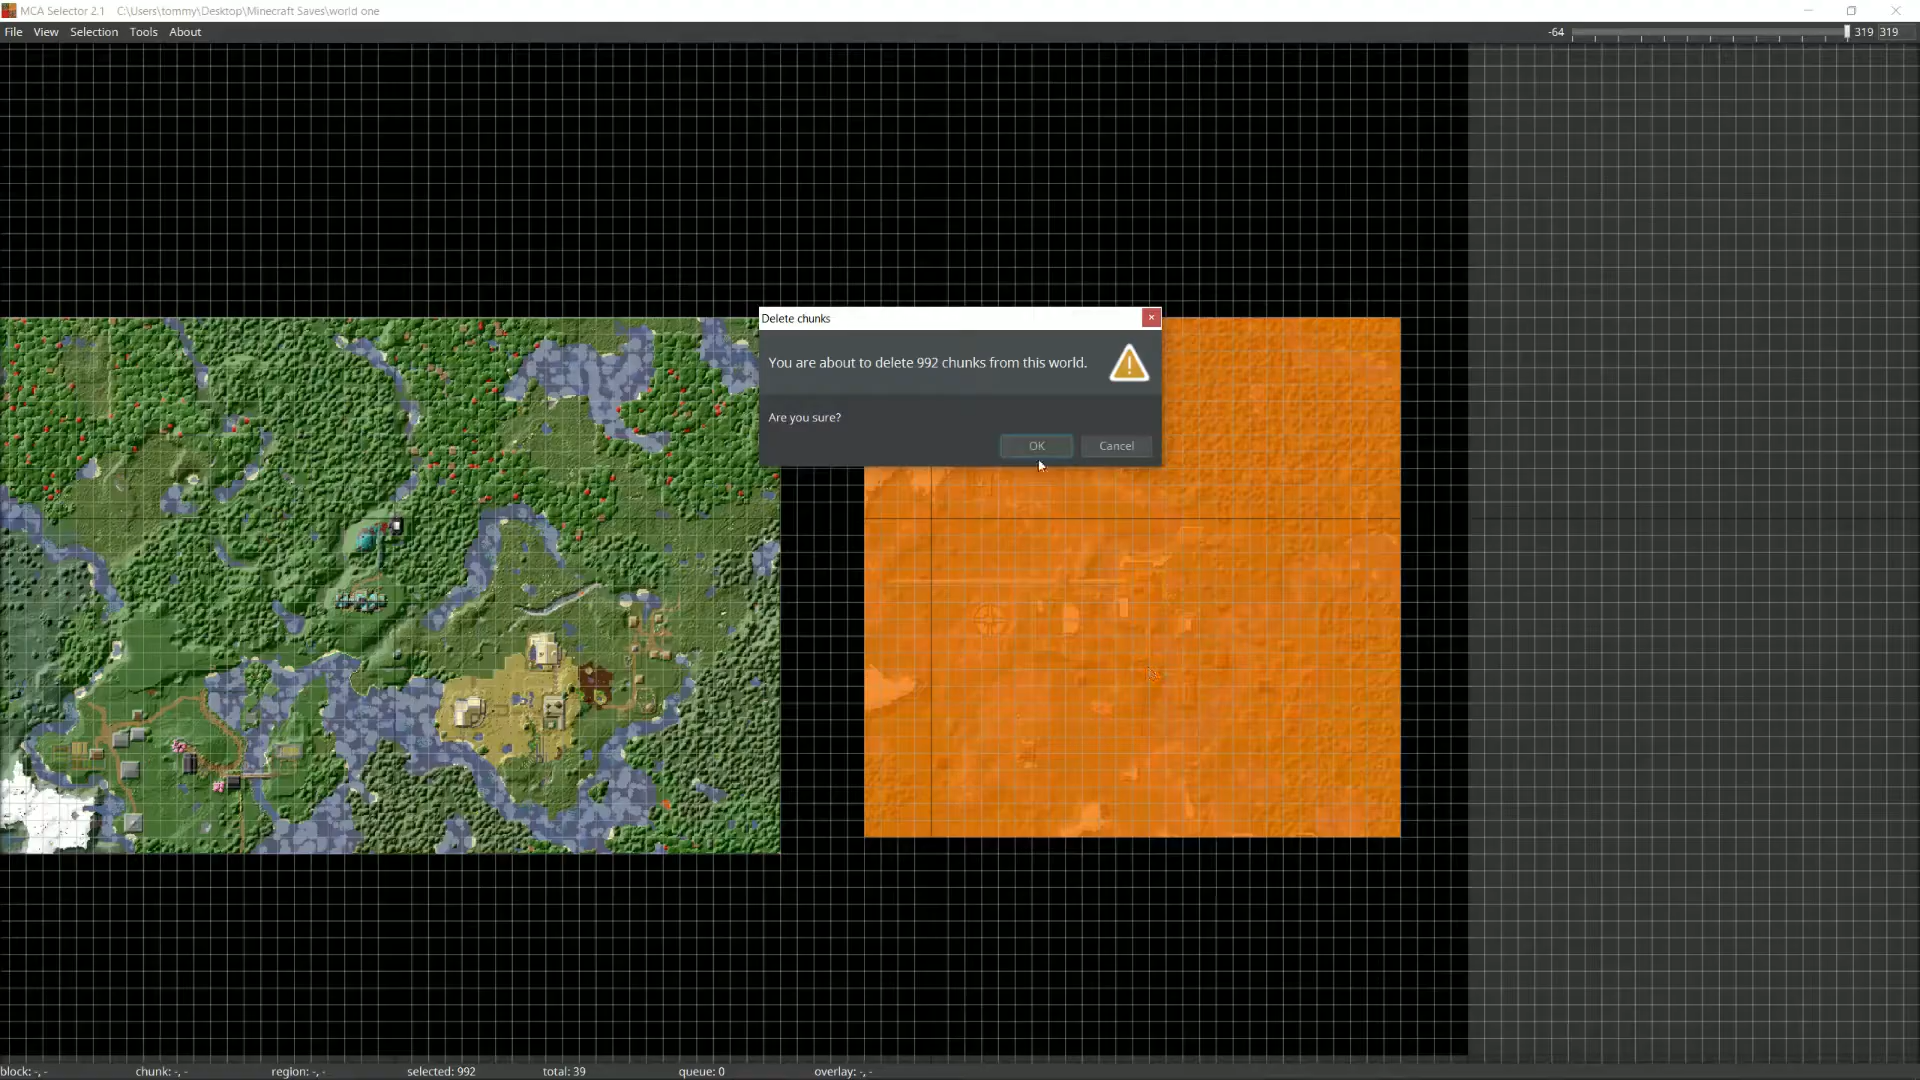 MCA Selector 2.1 C:\Users\tommy\Desktop\Minecraft Saves\world one
File View Selection Tools About -64 319 319
Delete chunks
You are about to delete 992 chunks from this world.
Are you sure?
OK Cancel
block: -, - chunk: -, - region: -, - selected: 992 total: 39 queue: 0 overlay: -, -